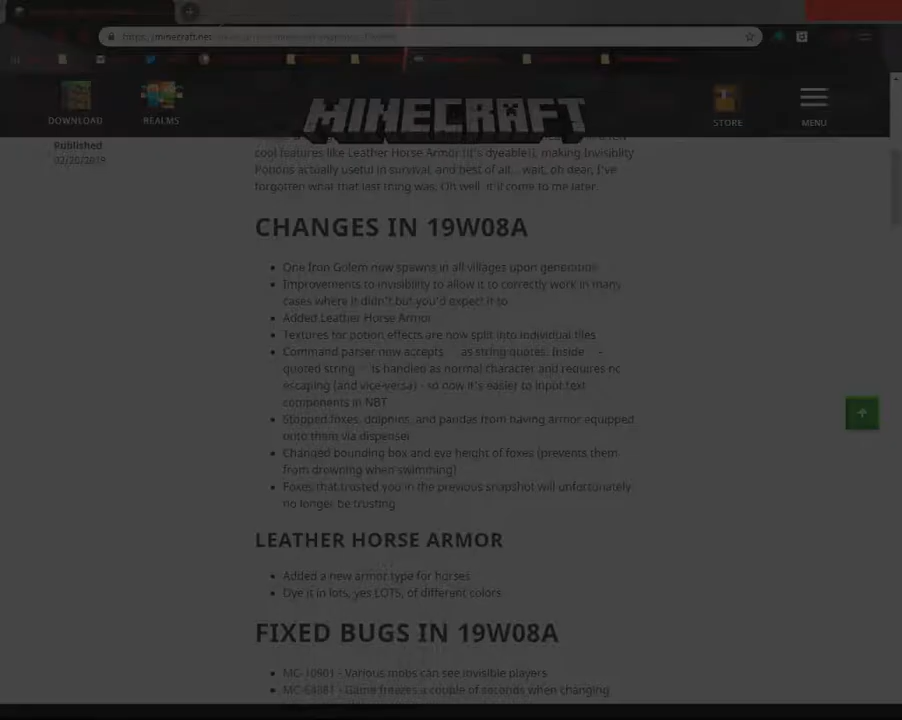 https://minecraft.net
DOWNLOAD
REALMS
MINECRAFT
STORE
MENU
Published
02/20/2019
cool features like Leather Horse Armor (it's dyeable!), making Invisiblity
Potions actually useful in survival, and best of all... wait, oh dear, I've
forgotten what that last thing was. Oh well, it'll come to me later.
CHANGES IN 19W08A
One Iron Golem now spawns in all villages upon generation
Improvements to invisibility to allow it to correctly work in many
cases where it didn't but you'd expect it to
Added Leather Horse Armor
Textures for potion effects are now split into individual files
Command parser now accepts as string quotes. Inside -
quoted string is handled as normal character and requires no
escaping (and vice-versa) - so now it's easier to input text
components in NBT
Stopped foxes, dolphins, and pandas from having armor equipped
onto them via dispenser
Changed bounding box and eye height of foxes (prevents them
from drowning when swimming)
Foxes that trusted you in the previous snapshot will unfortunately
no longer be trusting
LEATHER HORSE ARMOR
Added a new armor type for horses
Dye it in lots, yes LOTS, of different colors
FIXED BUGS IN 19W08A
MC-10901 - Various mobs can see invisible players
- Game freezes a couple of seconds when changing